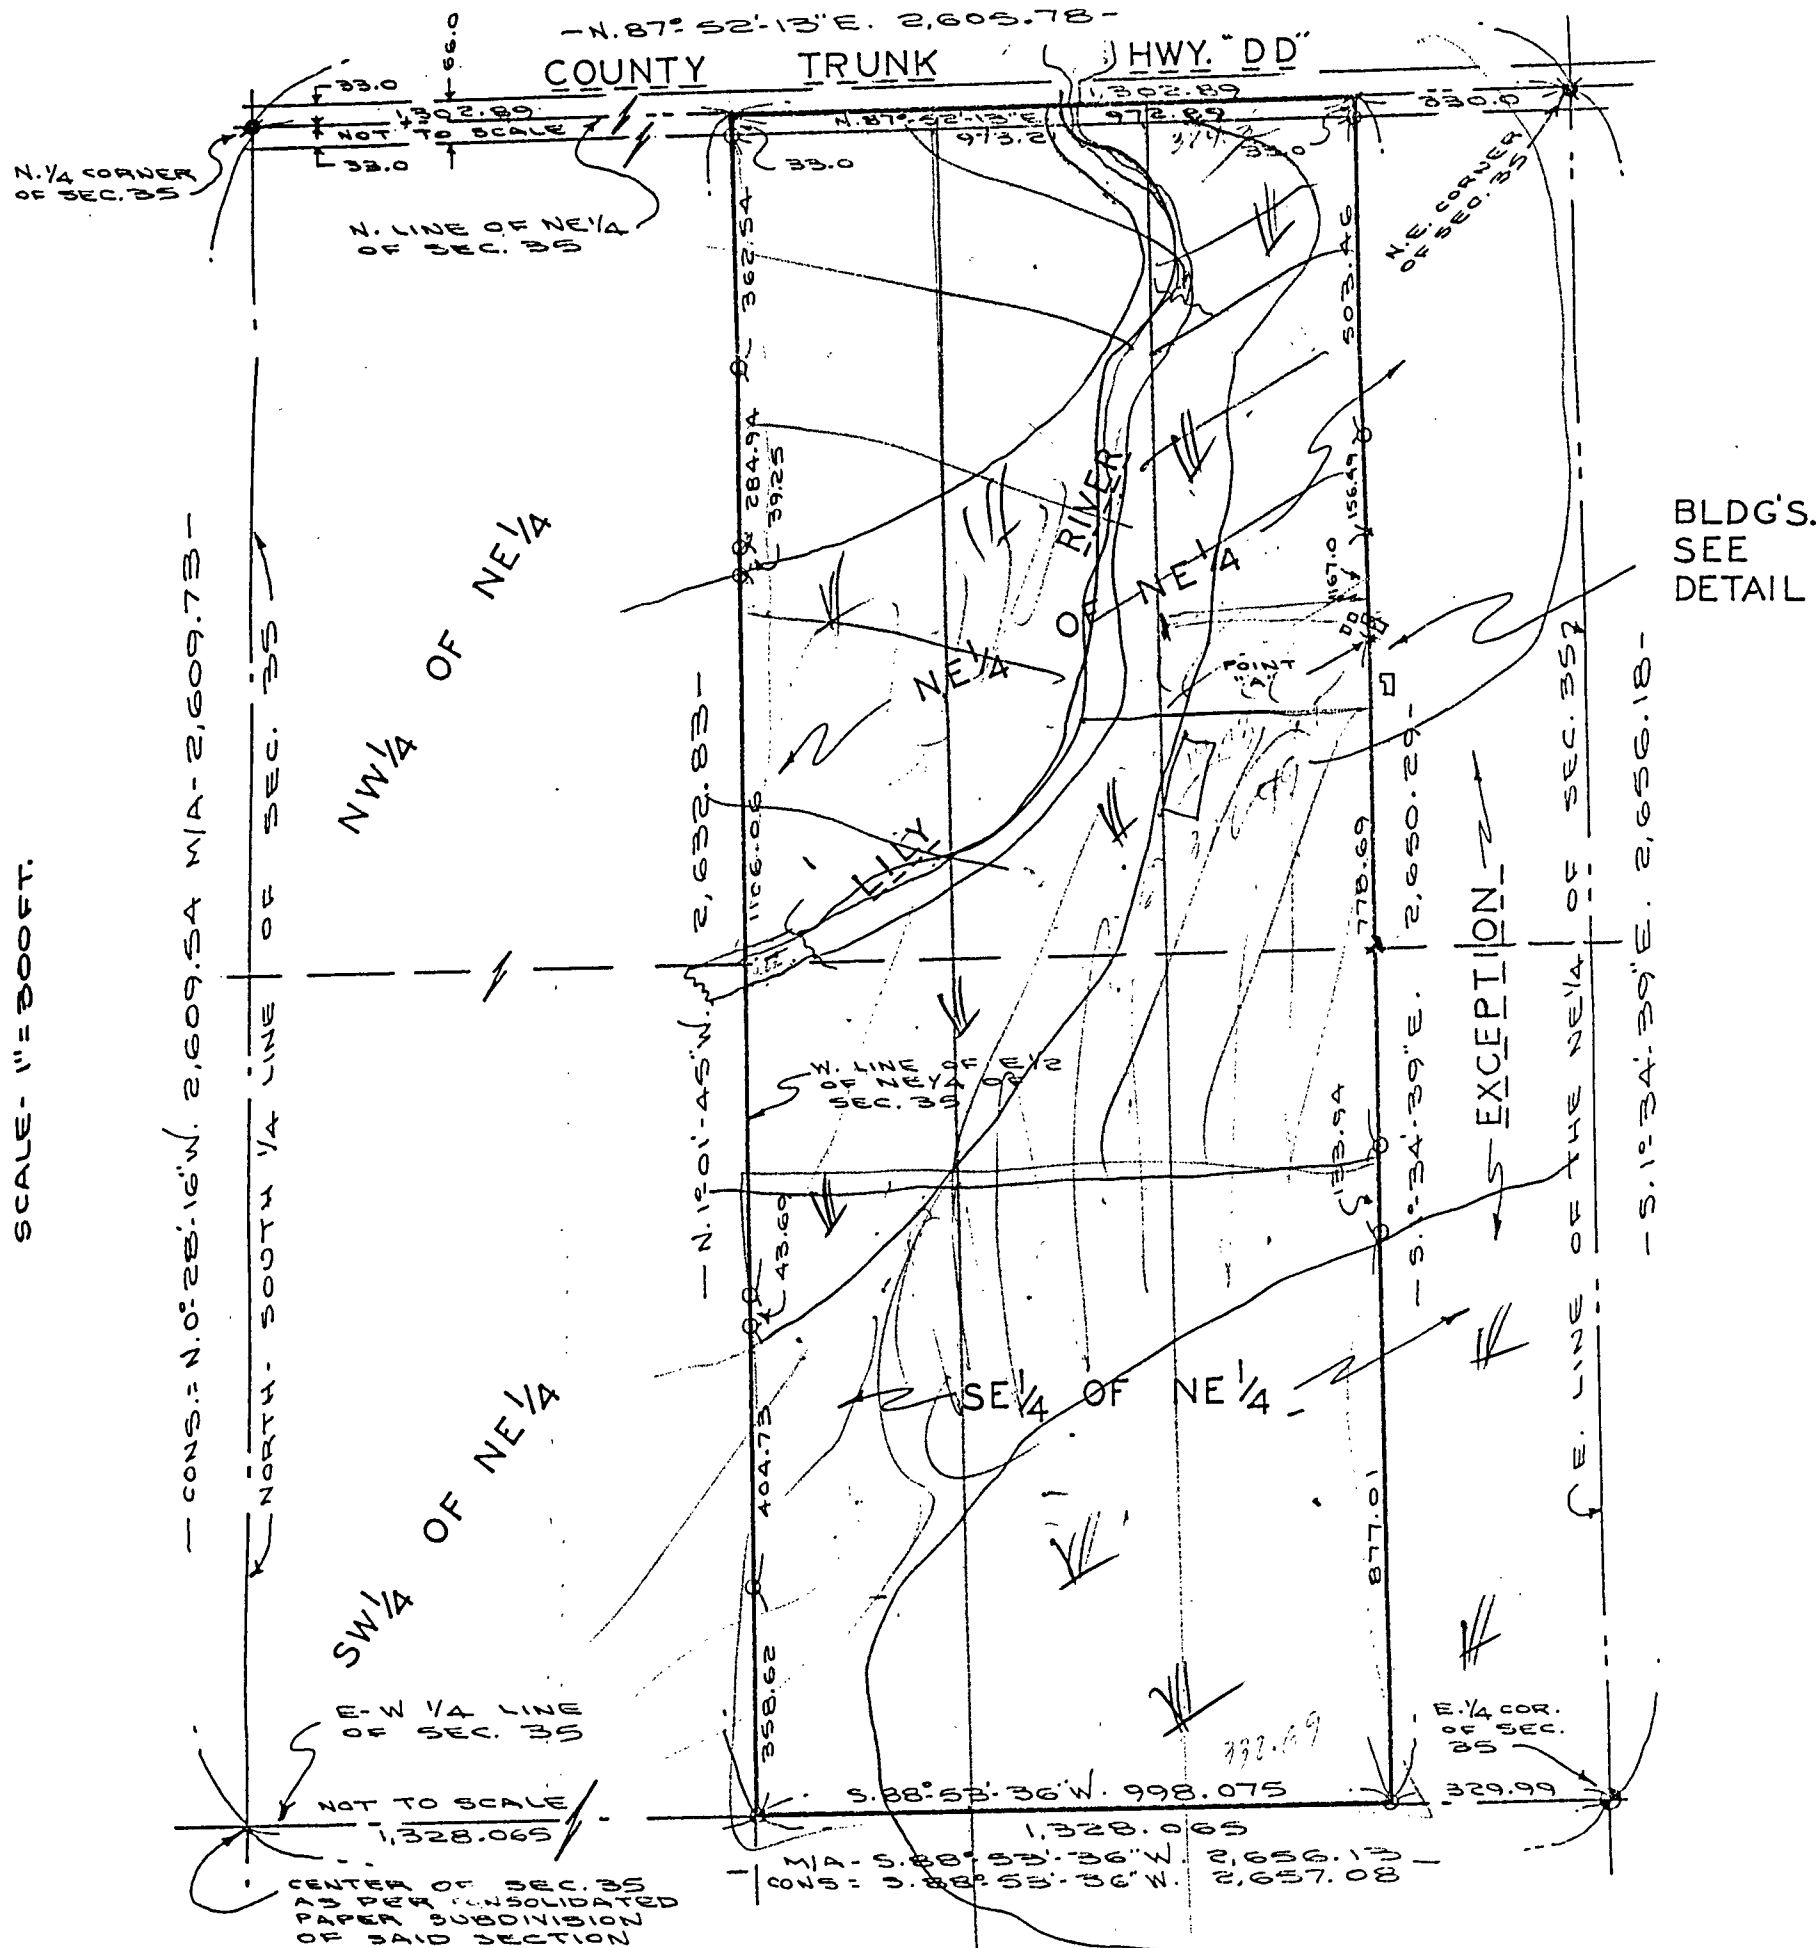 -N.87°-52'-13"E. 2,605.78-
COUNTY TRUNK HWY. "DD"
66.0
33.0
1302.89
NOT TO SCALE
33.0
1,302.89
330.0
N.87°-52'-13"E. 972.89
973.2
33.0
33.0
N.1/4 CORNER
OF SEC.35
N. LINE OF NE1/4
OF SEC. 35
N.E. CORNER
OF SEC. 35
362.54
503.46
284.94
39.25
156.49
167.0
BLDG'S.
SEE
DETAIL
NW1/4 OF NE1/4
NE1/4 OF NE1/4
LILY RIVER
POINT
"A"
SCALE- 1"=300FT.
-CONS.= N.0°-28'-16"W. 2,609.54 M/A-2,609.73-
NORTH- SOUTH 1/4 LINE OF SEC. 35
-N.1°-01'-45"W. 2,632.83-
1106.06
778.69
-S.1°-34'-39"E. 2,650.29-
EXCEPTION
E. LINE OF THE NE1/4 OF SEC. 35
-S.1°-34'-39"E. 2,656.18-
W. LINE OF E1/2
OF NE1/4 OF
SEC. 35
133.94
43.69
SE1/4 OF NE1/4
404.73
877.01
SW1/4 OF NE1/4
358.62
E-W 1/4 LINE
OF SEC. 35
E.1/4 COR.
OF SEC.
35
332.69
NOT TO SCALE
1,328.065
S.88°-53'-36"W. 998.075
329.99
1,328.065
M/A- S.88°-53'-36"W. 2,656.13-
CONS= S.88°-53'-36"W. 2,657.08
CENTER OF SEC. 35
AS PER CONSOLIDATED
PAPER SUBDIVISION
OF SAID SECTION